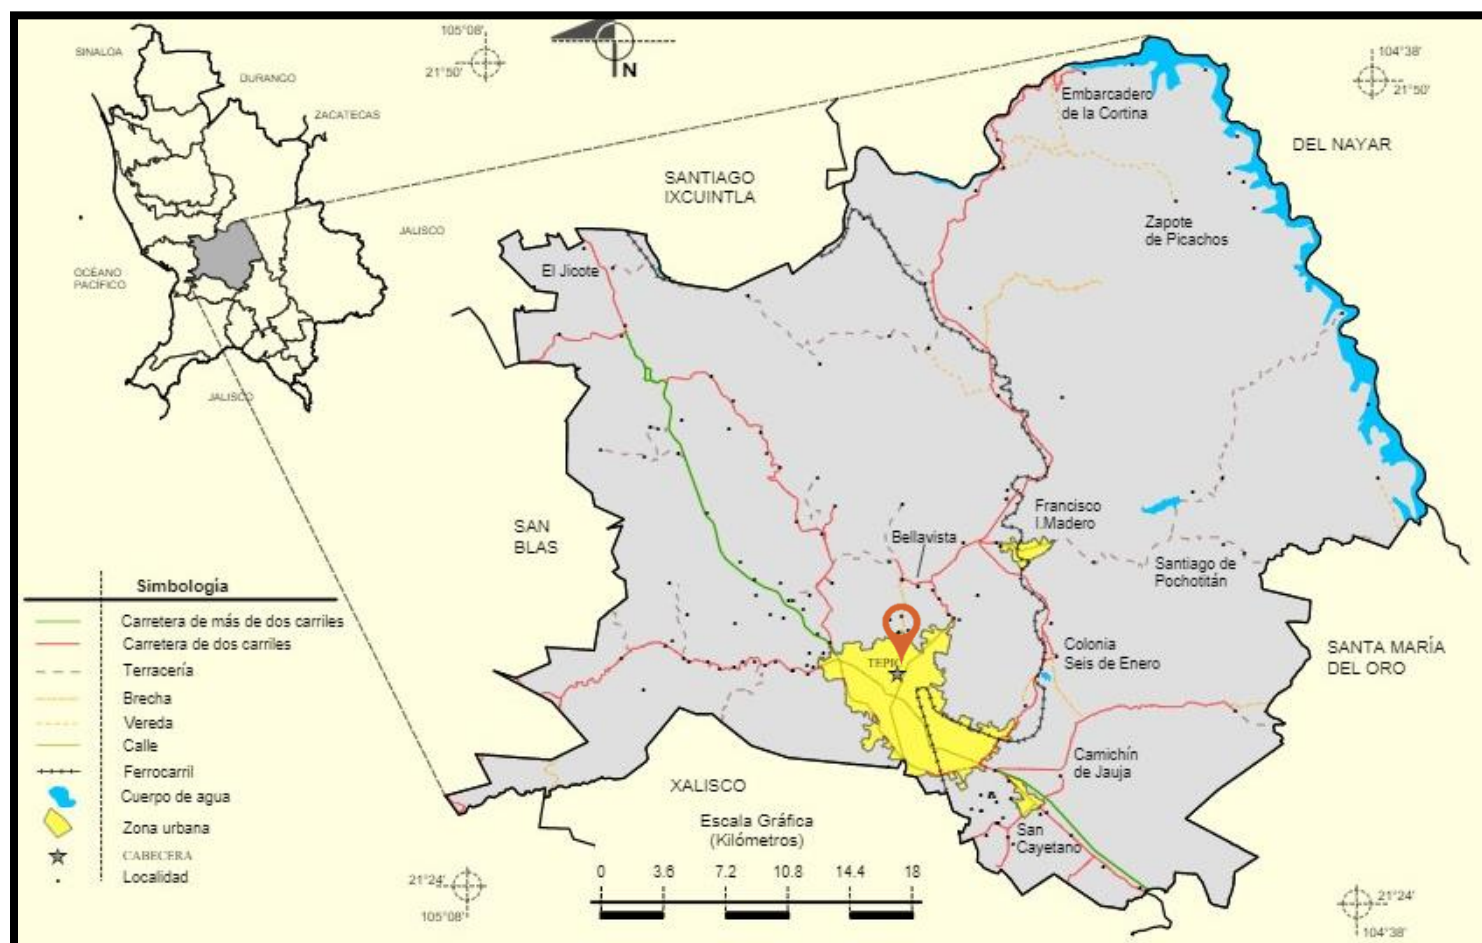 SINALOA
DURANGO
ZACATECAS
JALISCO
OCÉANO
PACÍFICO
JALISCO
105°08'
21°50'
N
104°38'
21°50'
Embarcadero
de la Cortina
DEL NAYAR
SANTIAGO
IXCUINTLA
Zapote
de Picachos
El Jicote
SAN
BLAS
Francisco
I.Madero
Bellavista
Santiago de
Pochotitán
Colonia
Seis de Enero
SANTA MARÍA
DEL ORO
Camichín
de Jauja
XALISCO
San
Cayetano
Escala Gráfica
(Kilómetros)
0 3.6 7.2 10.8 14.4 18
Simbología
Carretera de más de dos carriles
Carretera de dos carriles
Terracería
Brecha
Vereda
Calle
Ferrocarril
Cuerpo de agua
Zona urbana
CABECERA
Localidad
21°24'
105°08'
21°24'
104°38'